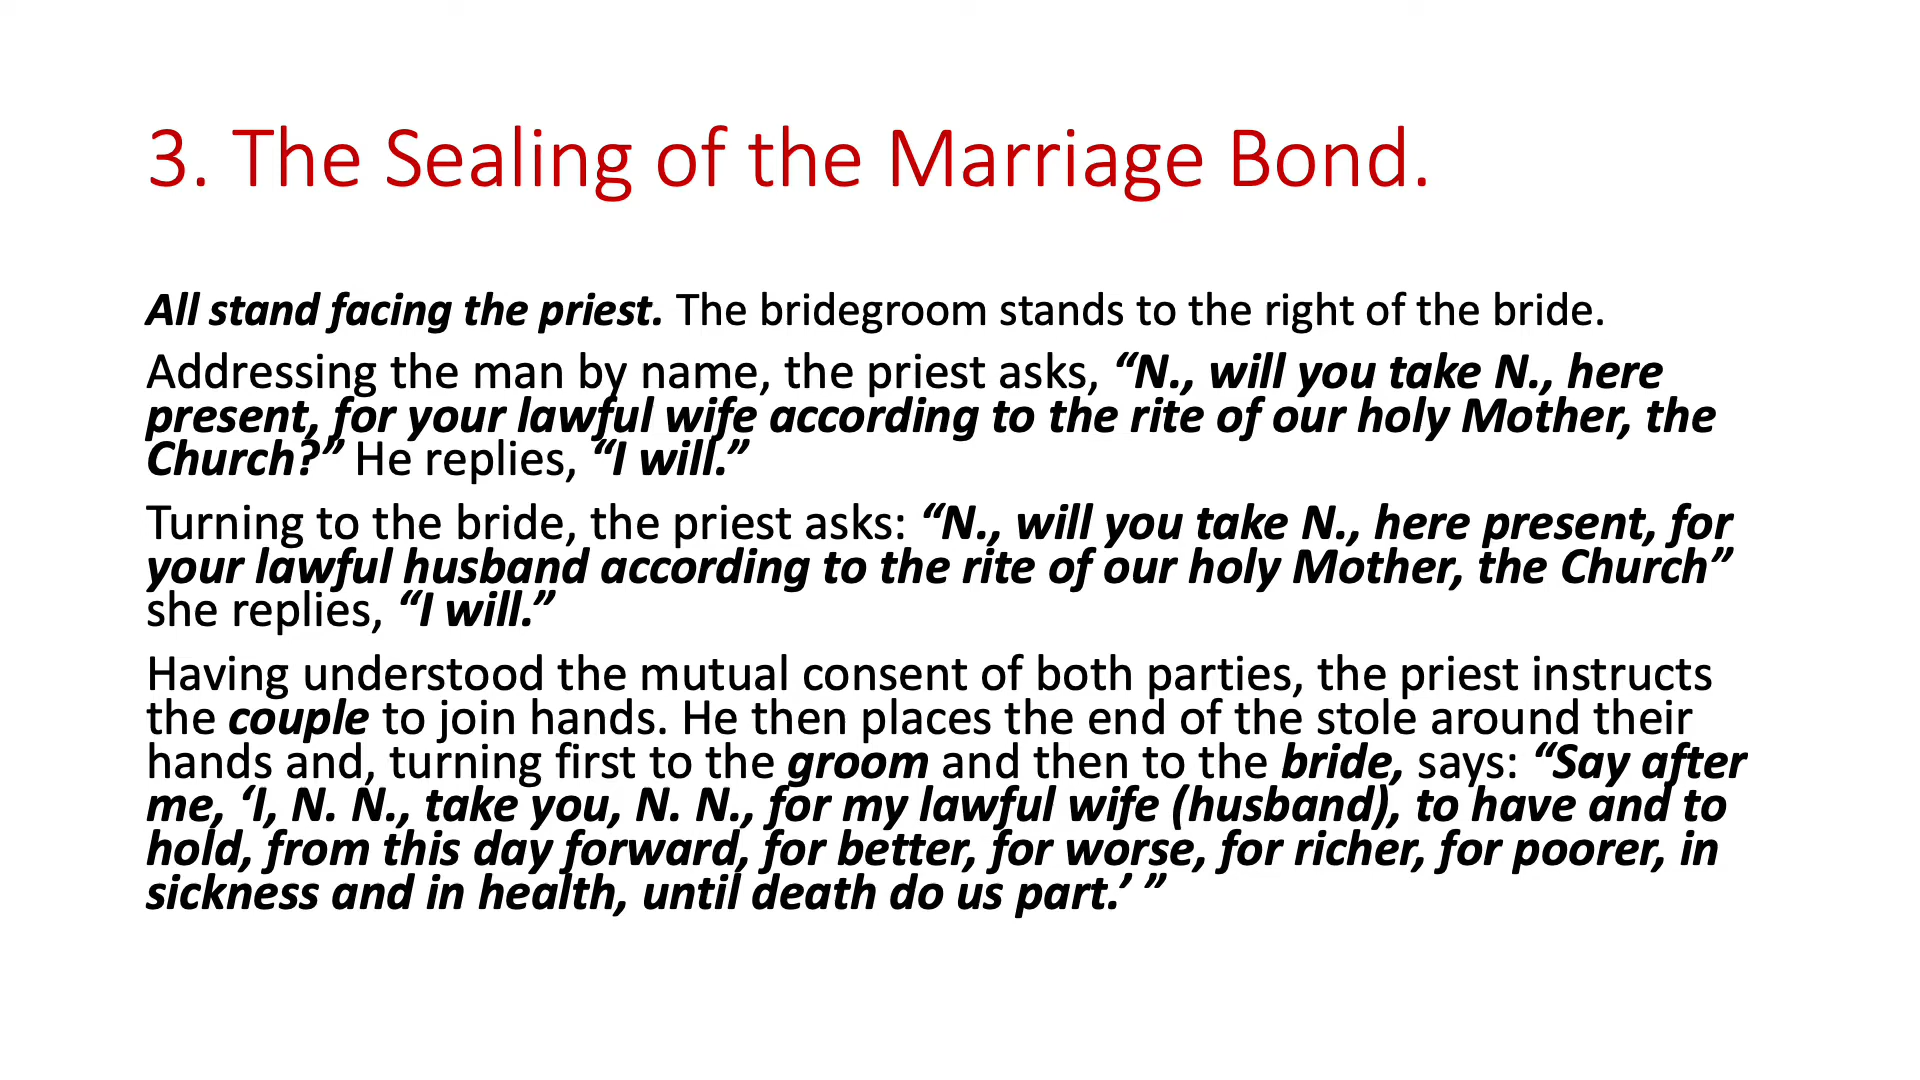 3. The Sealing of the Marriage Bond.
All stand facing the priest. The bridegroom stands to the right of the bride.
Addressing the man by name, the priest asks, “N., will you take N., here
present, for your lawful wife according to the rite of our holy Mother, the
Church?” He replies, “I will.”
Turning to the bride, the priest asks: “N., will you take N., here present, for
your lawful husband according to the rite of our holy Mother, the Church”
she replies, “I will.”
Having understood the mutual consent of both parties, the priest instructs
the couple to join hands. He then places the end of the stole around their
hands and, turning first to the groom and then to the bride, says: “Say after
me, ‘I, N. N., take you, N. N., for my lawful wife (husband), to have and to
hold, from this day forward, for better, for worse, for richer, for poorer, in
sickness and in health, until death do us part.’ ”